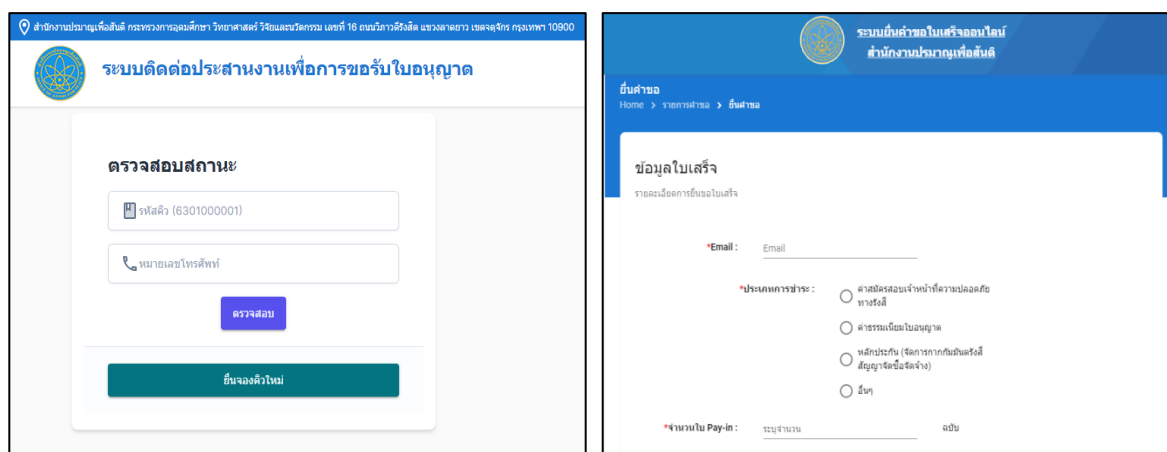 สำนักงานปรมาณูเพื่อสันติ กระทรวงการอุดมศึกษา วิทยาศาสตร์ วิจัยและนวัตกรรม เลขที่ 16 ถนนวิภาวดีรังสิต แขวงลาดยาว เขตจตุจักร กรุงเทพฯ 10900
ระบบติดต่อประสานงานเพื่อการขอรับใบอนุญาต
ตรวจสอบสถานะ
รหัสคิว (6301000001)
หมายเลขโทรศัพท์
ตรวจสอบ
ยื่นจองคิวใหม่
ระบบยื่นคำขอใบเสร็จออนไลน์
สำนักงานปรมาณูเพื่อสันติ
ยื่นคำขอ
Home > รายการคำขอ > ยื่นคำขอ
ข้อมูลใบเสร็จ
รายละเอียดการยื่นขอใบเสร็จ
*Email : Email
*ประเภทการชำระ : ค่าสมัครสอบเจ้าหน้าที่ความปลอดภัย
ทางรังสี
ค่าธรรมเนียมใบอนุญาต
หลักประกัน (จัดการกากกัมมันตรังสี
สัญญาจัดซื้อจัดจ้าง)
อื่นๆ
*จำนวนใบ Pay-in : ระบุจำนวน ฉบับ